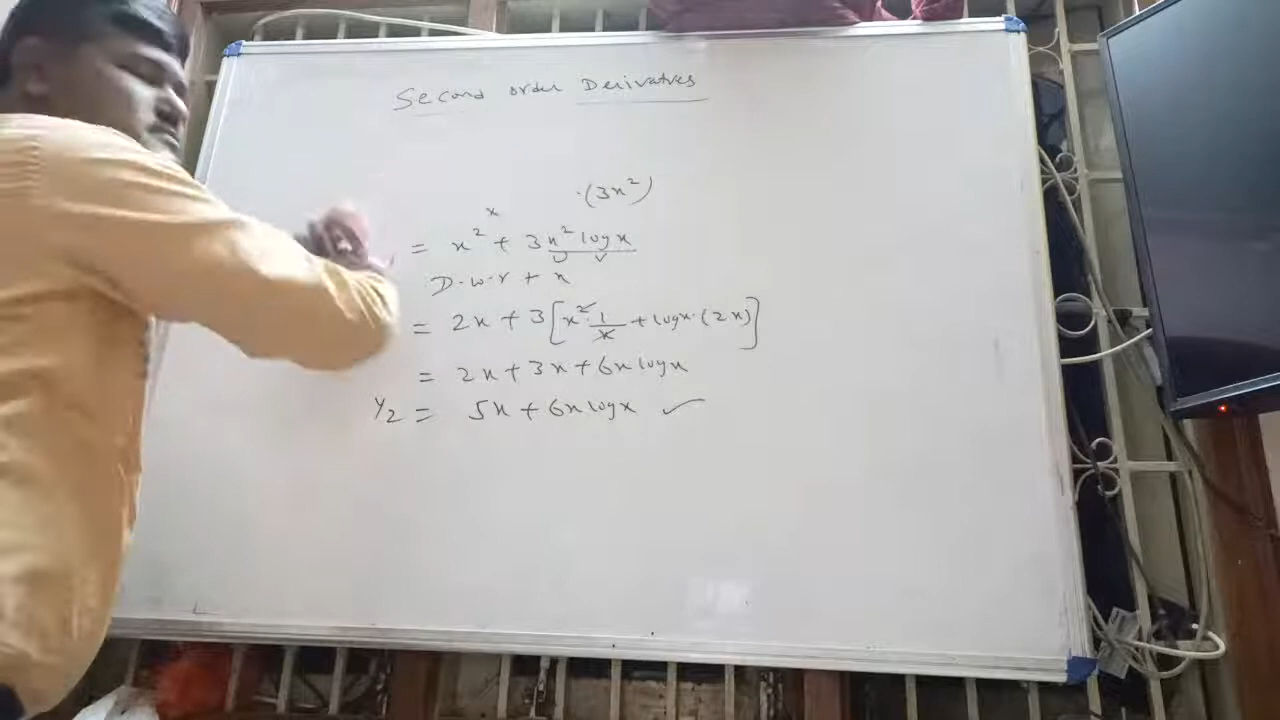 Second order Derivatives
·(3x²)
x
= x² + 3x² log x
u v
D.w.r + x
= 2x + 3[x²·1/x + log x·(2x)]
= 2x + 3x + 6x log x
Y₂ = 5x + 6x log x ✓